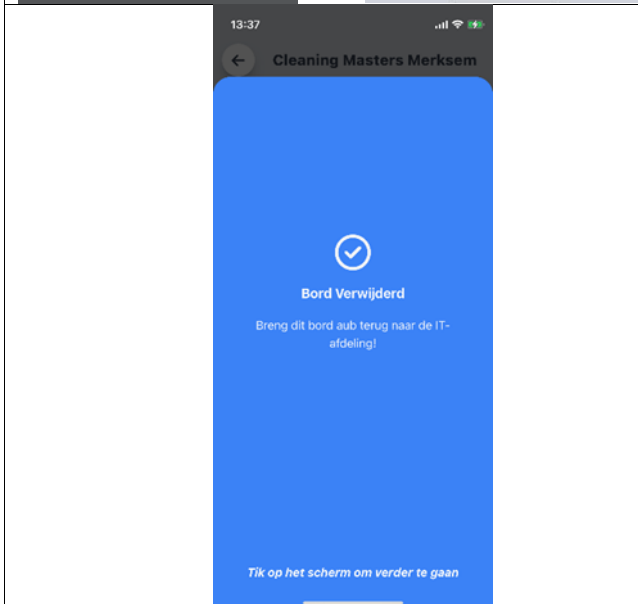 13:37
Cleaning Masters Merksem
Bord Verwijderd
Breng dit bord aub terug naar de IT-
afdeling!
Tik op het scherm om verder te gaan